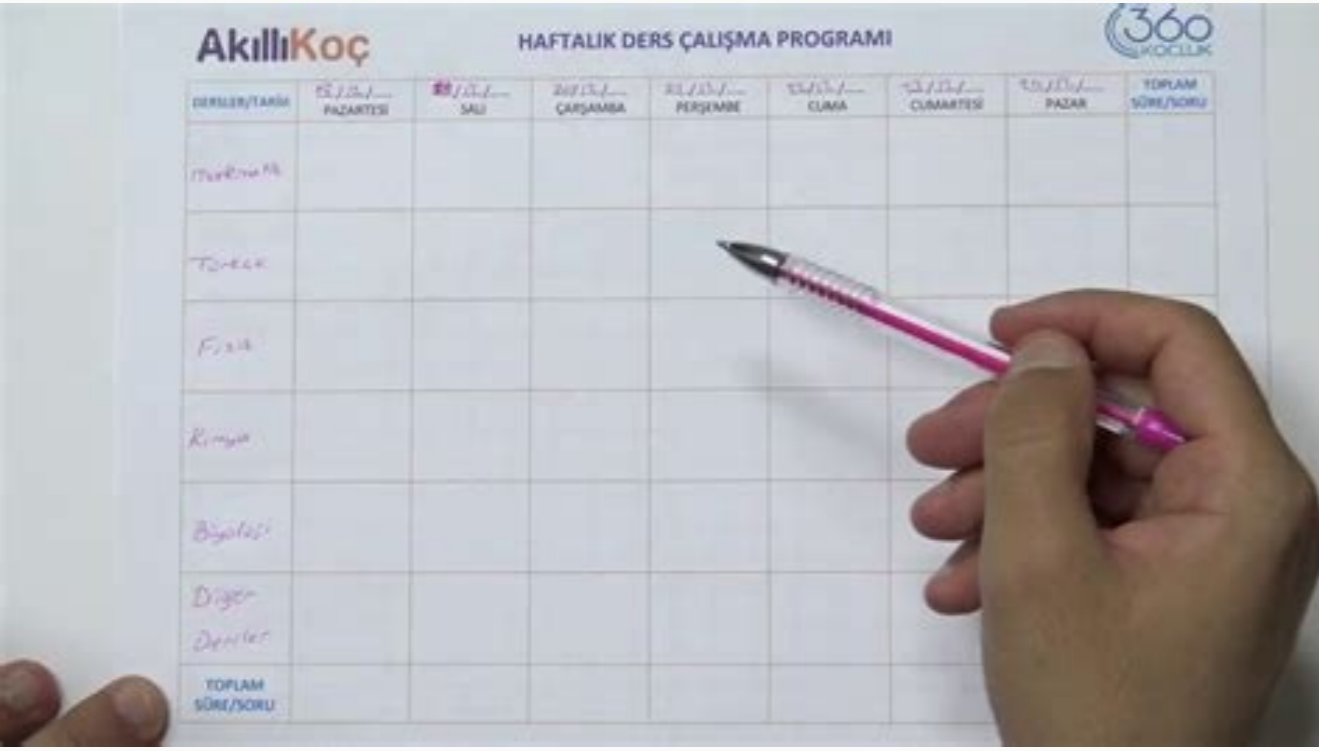 AkıllıKoç
HAFTALIK DERS ÇALIŞMA PROGRAMI
360
KOÇLUK
DERSLER/TARİH
PAZARTESİ
SALI
ÇARŞAMBA
PERŞEMBE
CUMA
CUMARTESİ
PAZAR
TOPLAM
SÜRE/SORU
Matematik
Türkçe
Fizik
Kimya
Biyoloji
Diğer
Dersler
TOPLAM
SÜRE/SORU